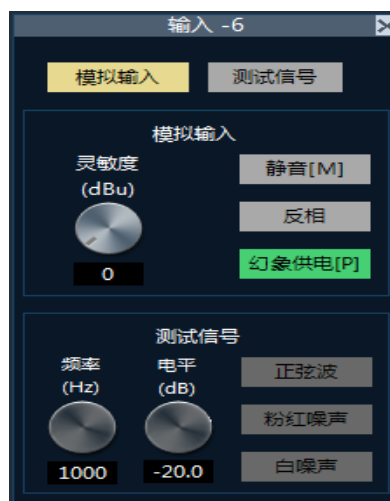 输入 -6
模拟输入 测试信号
模拟输入
灵敏度
(dBu)
静音[M]
反相
0
幻象供电[P]
测试信号
频率 电平
(Hz) (dB)
正弦波
粉红噪声
1000 -20.0
白噪声